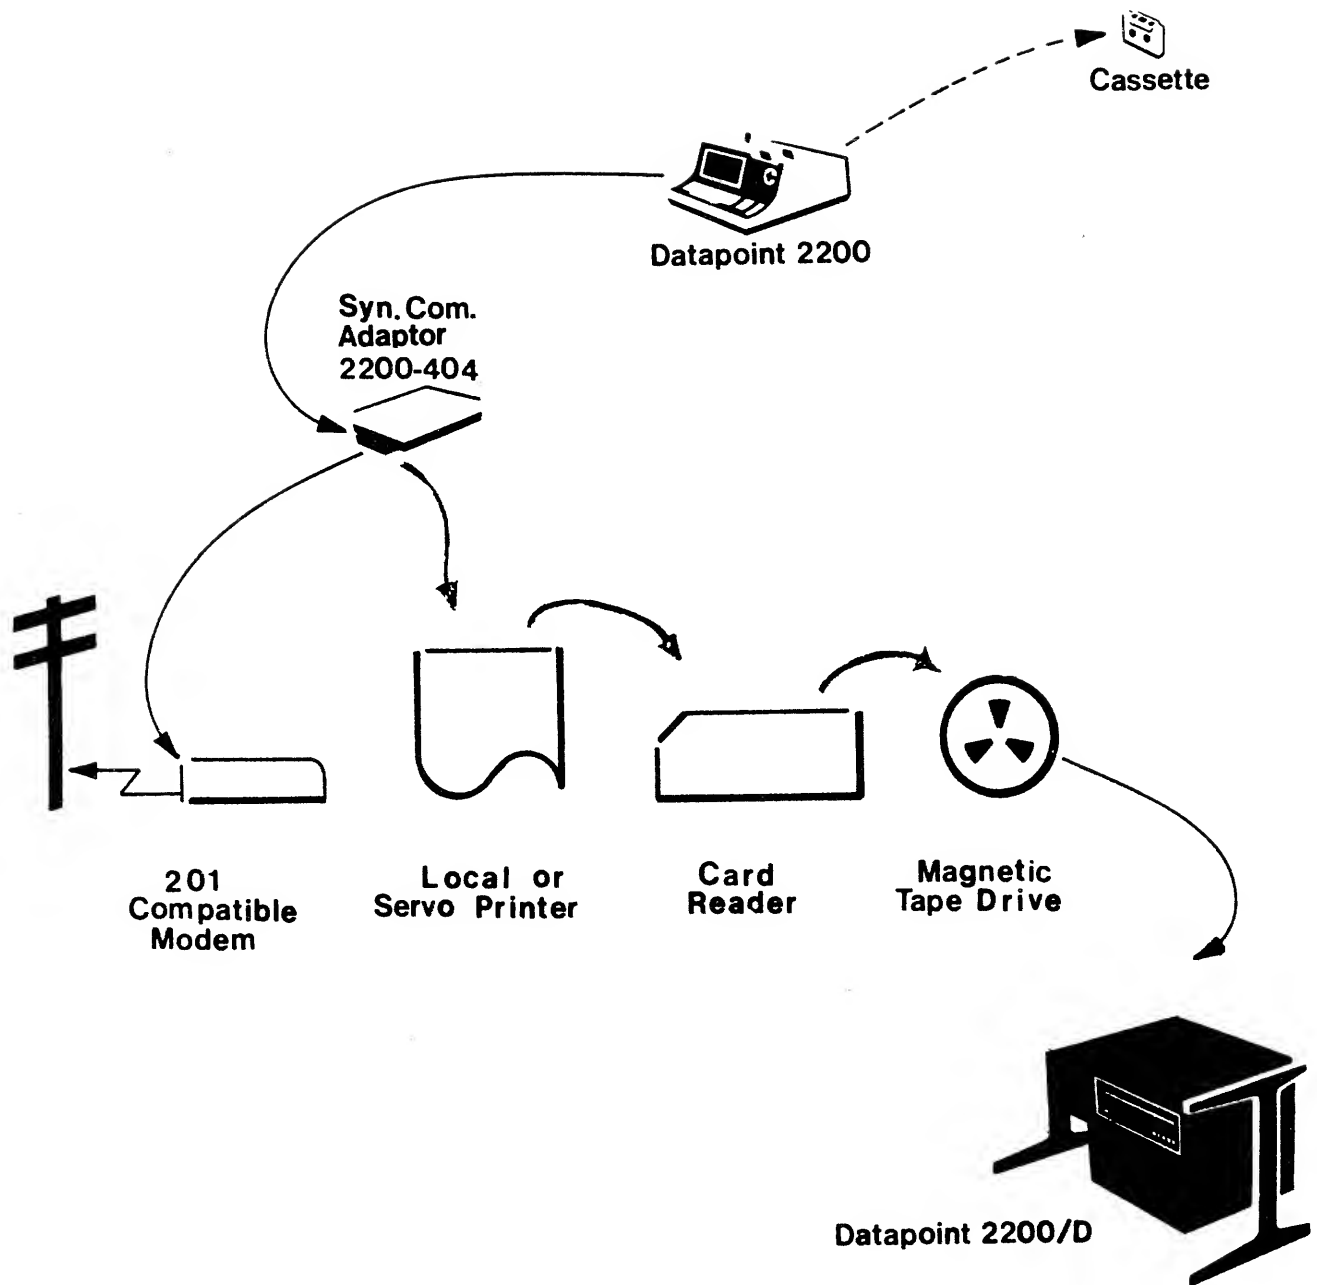 Cassette
Datapoint 2200
Syn. Com.
Adaptor
2200-404
201
Compatible
Modem
Local or
Servo Printer
Card
Reader
Magnetic
Tape Drive
Datapoint 2200/D